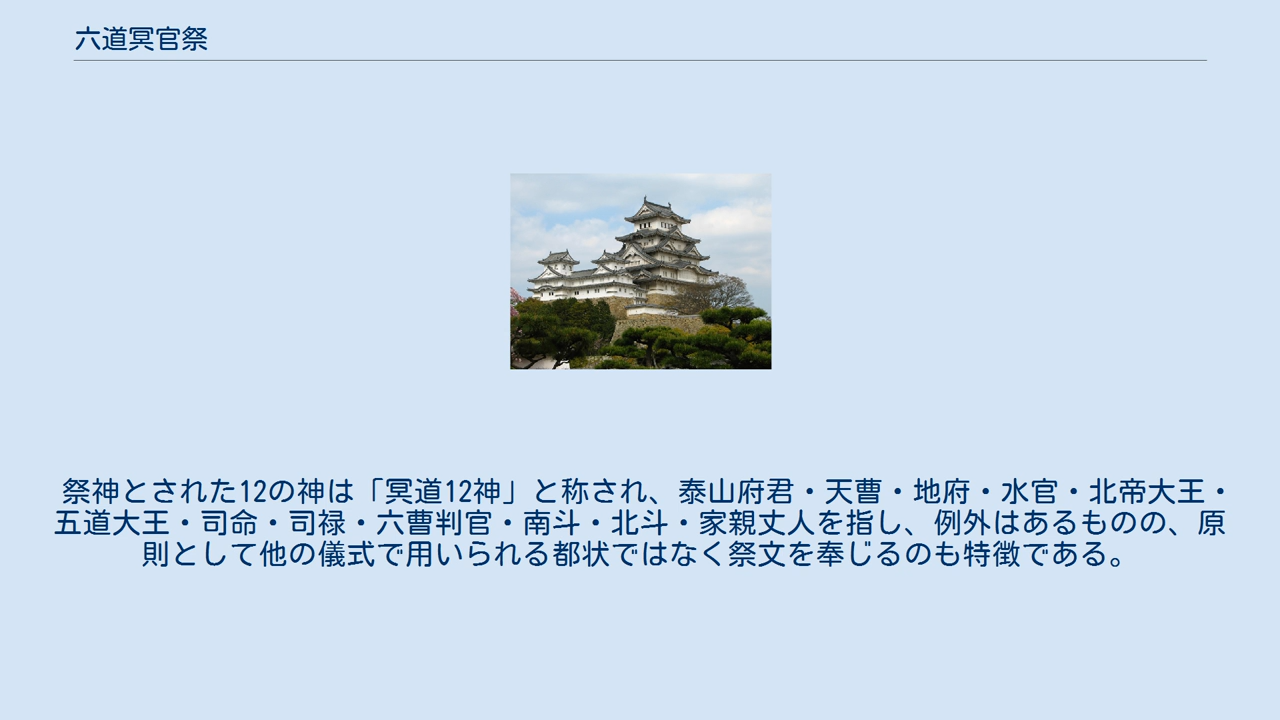 六道冥官祭
祭神とされた12の神は「冥道12神」と称され、泰山府君・天曹・地府・水官・北帝大王・
五道大王・司命・司禄・六曹判官・南斗・北斗・家親丈人を指し、例外はあるものの、原
則として他の儀式で用いられる都状ではなく祭文を奉じるのも特徴である。